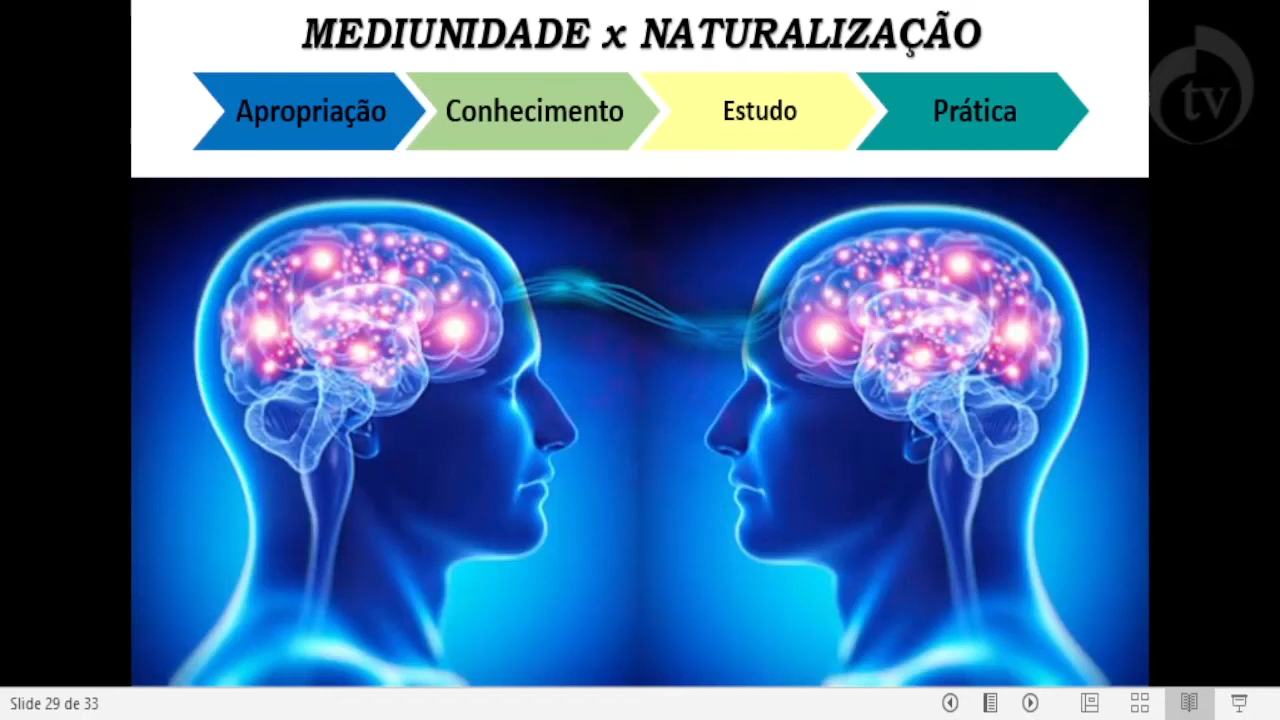 MEDIUNIDADE x NATURALIZAÇÃO
Apropriação
Conhecimento
Estudo
Prática
tv
Slide 29 de 33